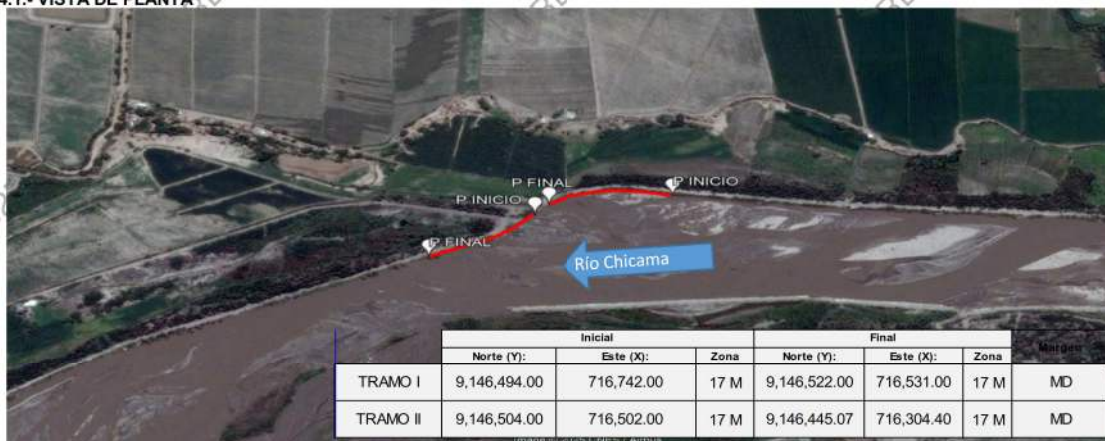 4.1.- VISTA DE PLANTA
P FINAL
P INICIO
P INICIO
P FINAL
Río Chicama
Inicial Final Margen
Norte (Y): Este (X): Zona Norte (Y): Este (X): Zona
TRAMO I 9,146,494.00 716,742.00 17 M 9,146,522.00 716,531.00 17 M MD
TRAMO II 9,146,504.00 716,502.00 17 M 9,146,445.07 716,304.40 17 M MD